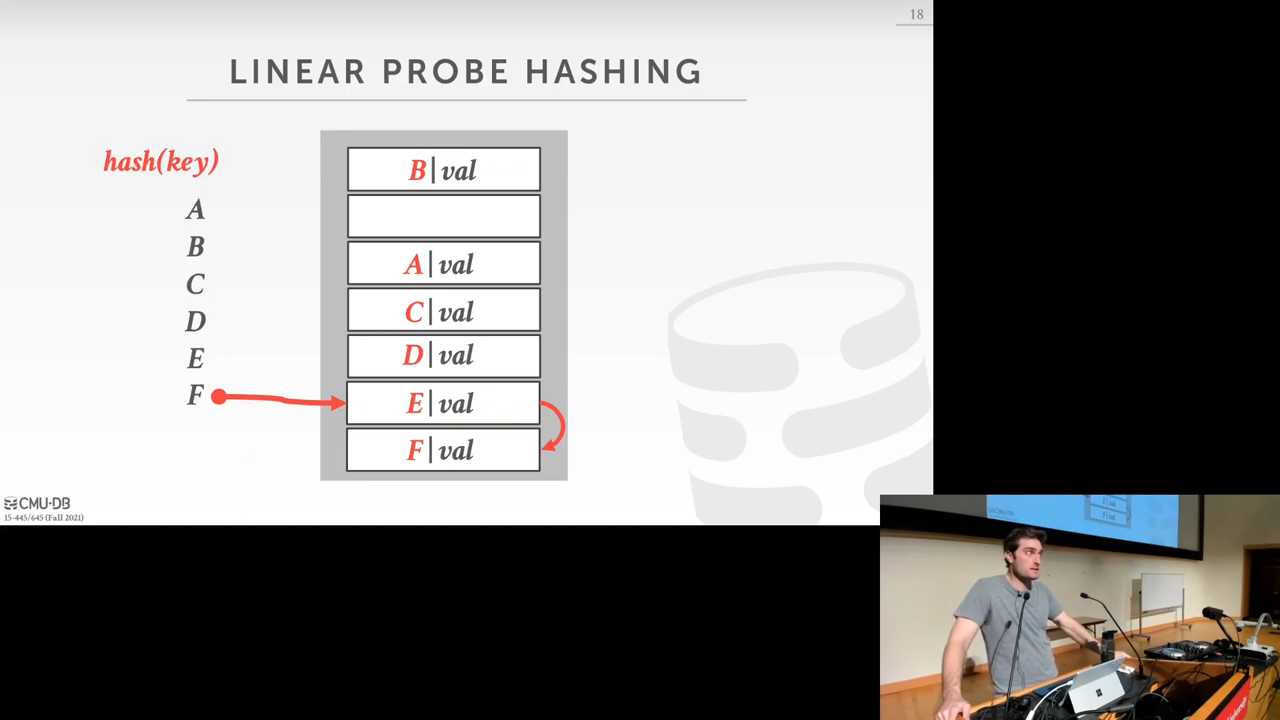 18
LINEAR PROBE HASHING
hash(key)
A
B
C
D
E
F
B|val
A|val
C|val
D|val
E|val
F|val
CMU·DB
15-445/645 (Fall 2021)